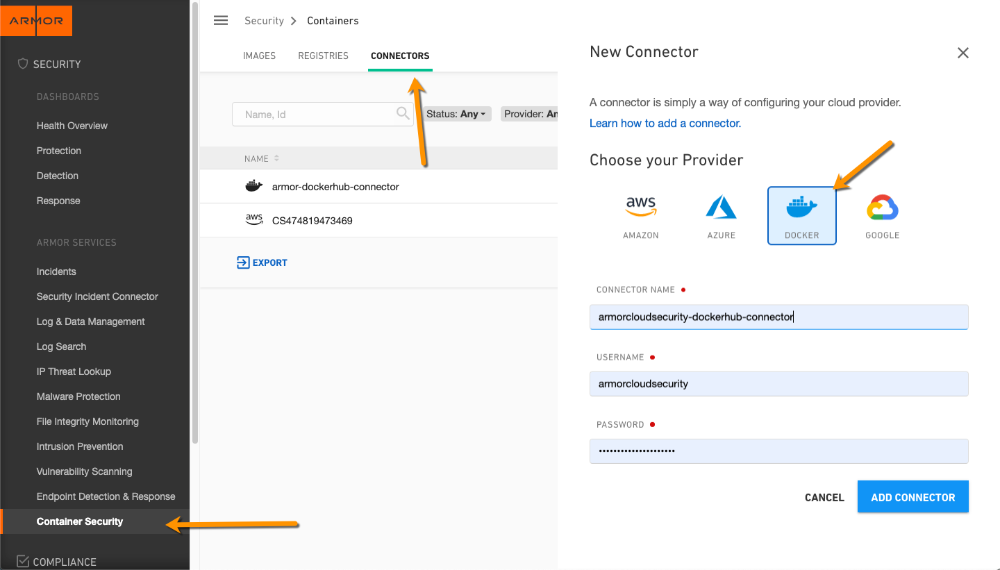 ARMOR
SECURITY
DASHBOARDS
Health Overview
Protection
Detection
Response
ARMOR SERVICES
Incidents
Security Incident Connector
Log & Data Management
Log Search
IP Threat Lookup
Malware Protection
File Integrity Monitoring
Intrusion Prevention
Vulnerability Scanning
Endpoint Detection & Response
Container Security
COMPLIANCE
Security > Containers
IMAGES REGISTRIES CONNECTORS
Name, Id Status: Any Provider: An
NAME
armor-dockerhub-connector
aws CS474819473469
EXPORT
New Connector
A connector is simply a way of configuring your cloud provider.
Learn how to add a connector.
Choose your Provider
aws
AMAZON AZURE DOCKER GOOGLE
CONNECTOR NAME
armorcloudsecurity-dockerhub-connector
USERNAME
armorcloudsecurity
PASSWORD
•••••••••••••••••••••
CANCEL ADD CONNECTOR